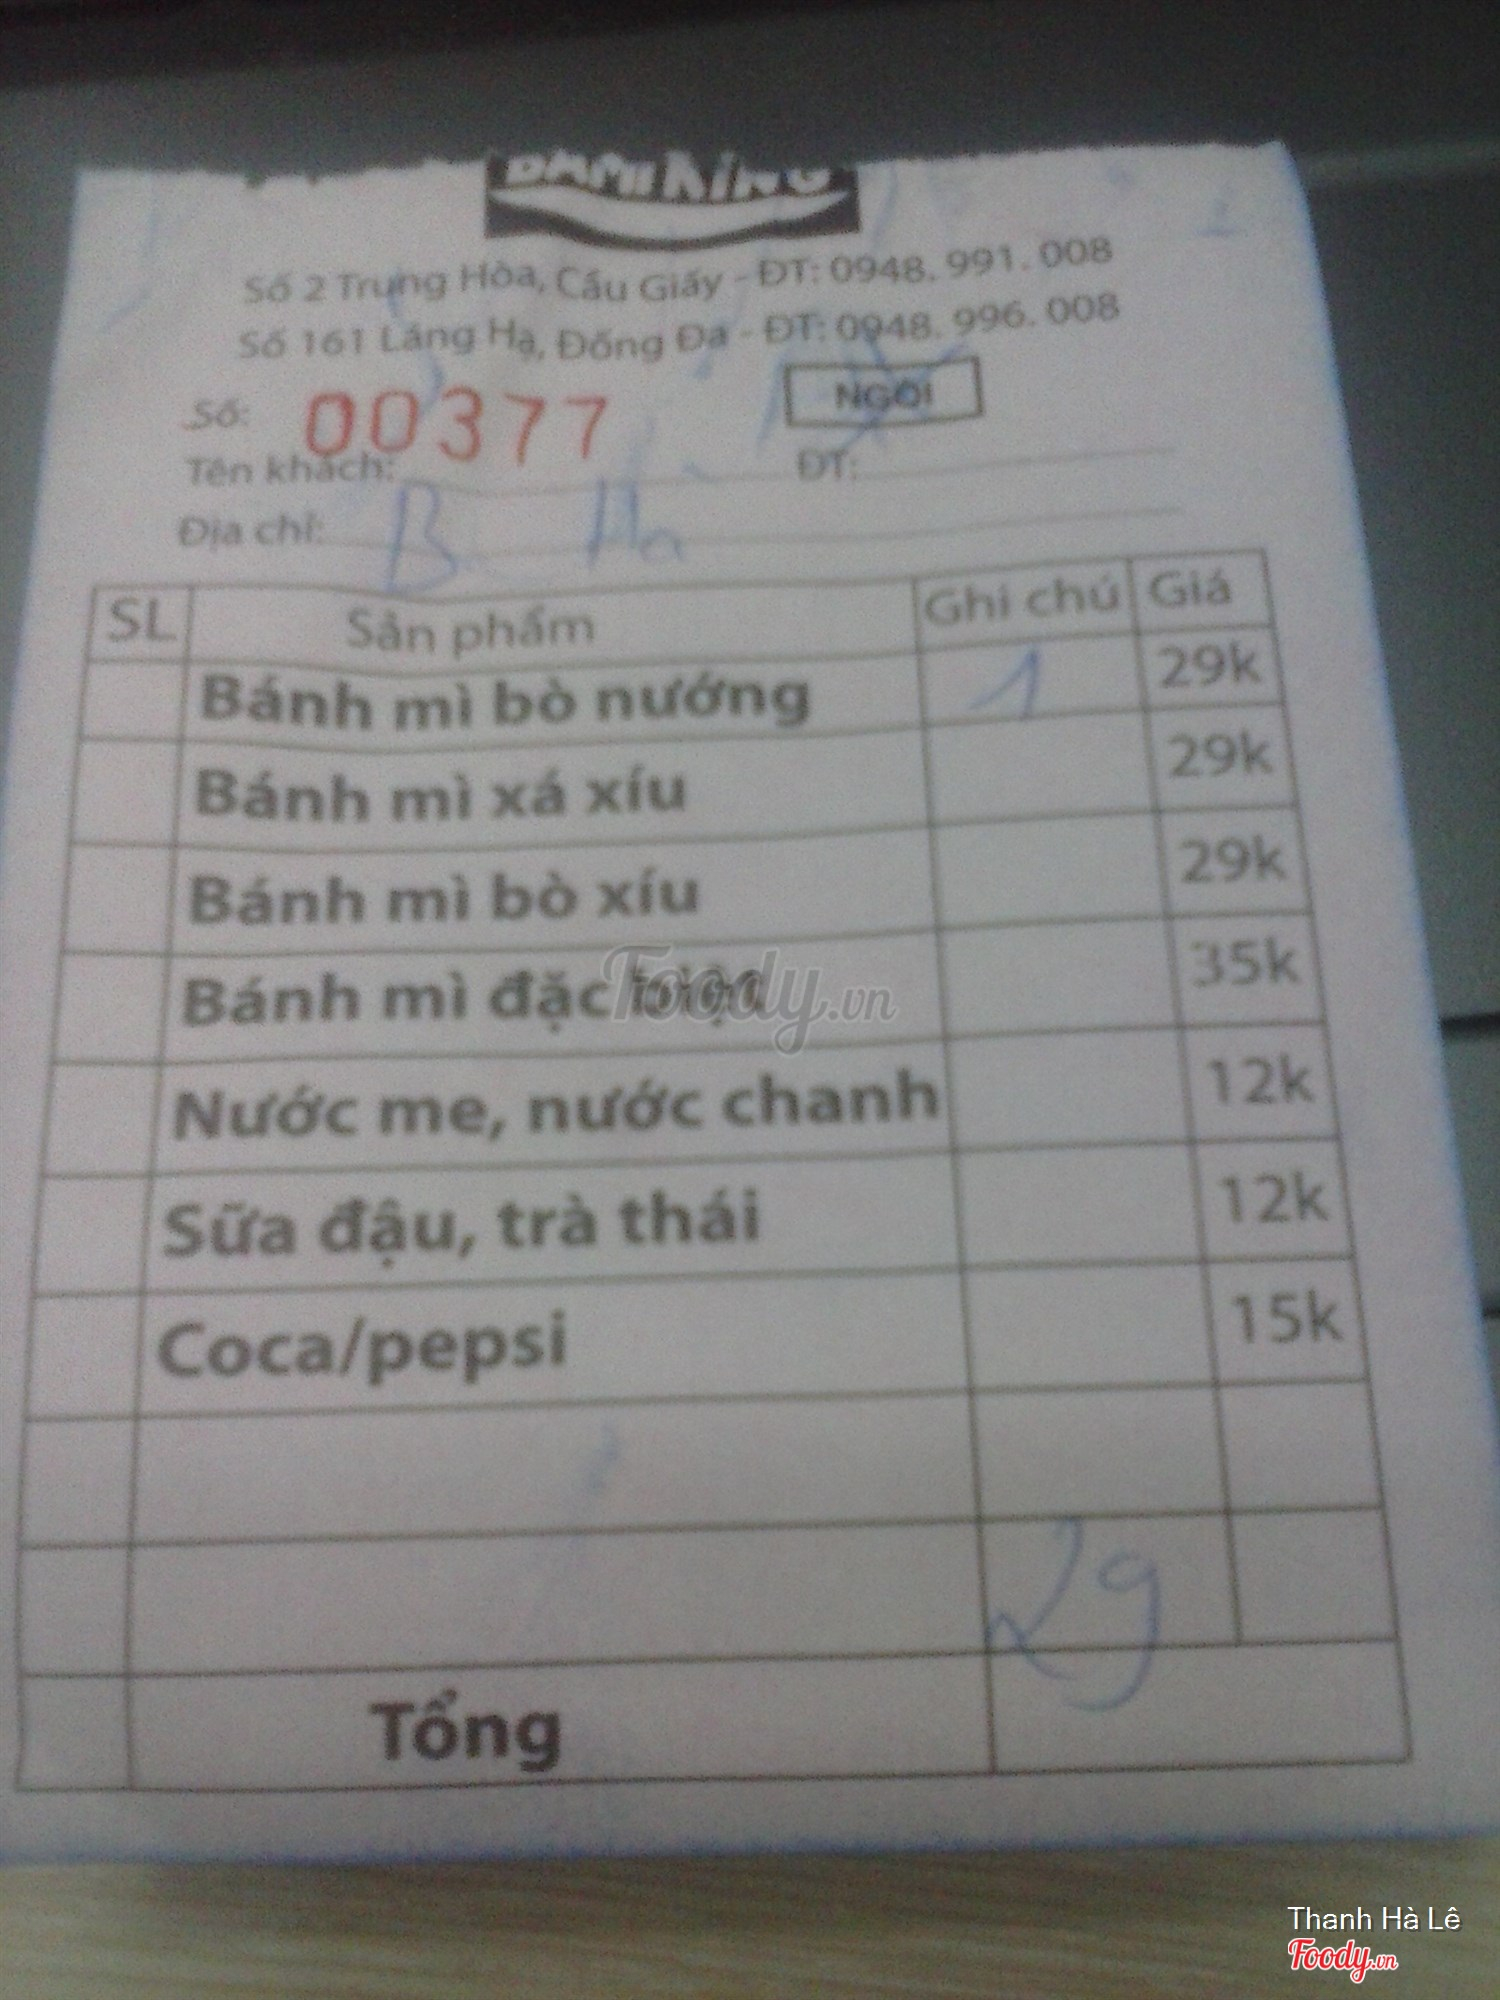 BAMI KING
Số 2 Trung Hòa, Cầu Giấy - ĐT: 0948. 991. 008
Số 161 Láng Hạ, Đống Đa - ĐT: 0948. 996. 008
Số: 00377 NGỒI
Tên khách: ĐT:
Địa chỉ: B Hà
SL Sản phẩm Ghi chú Giá
Bánh mì bò nướng 1 29k
Bánh mì xá xíu 29k
Bánh mì bò xíu 29k
Bánh mì đặc 35k
Nước me, nước chanh 12k
Sữa đậu, trà thái 12k
Coca/pepsi 15k
29
Tổng
Foody.vn
Thanh Hà Lê
Foody.vn